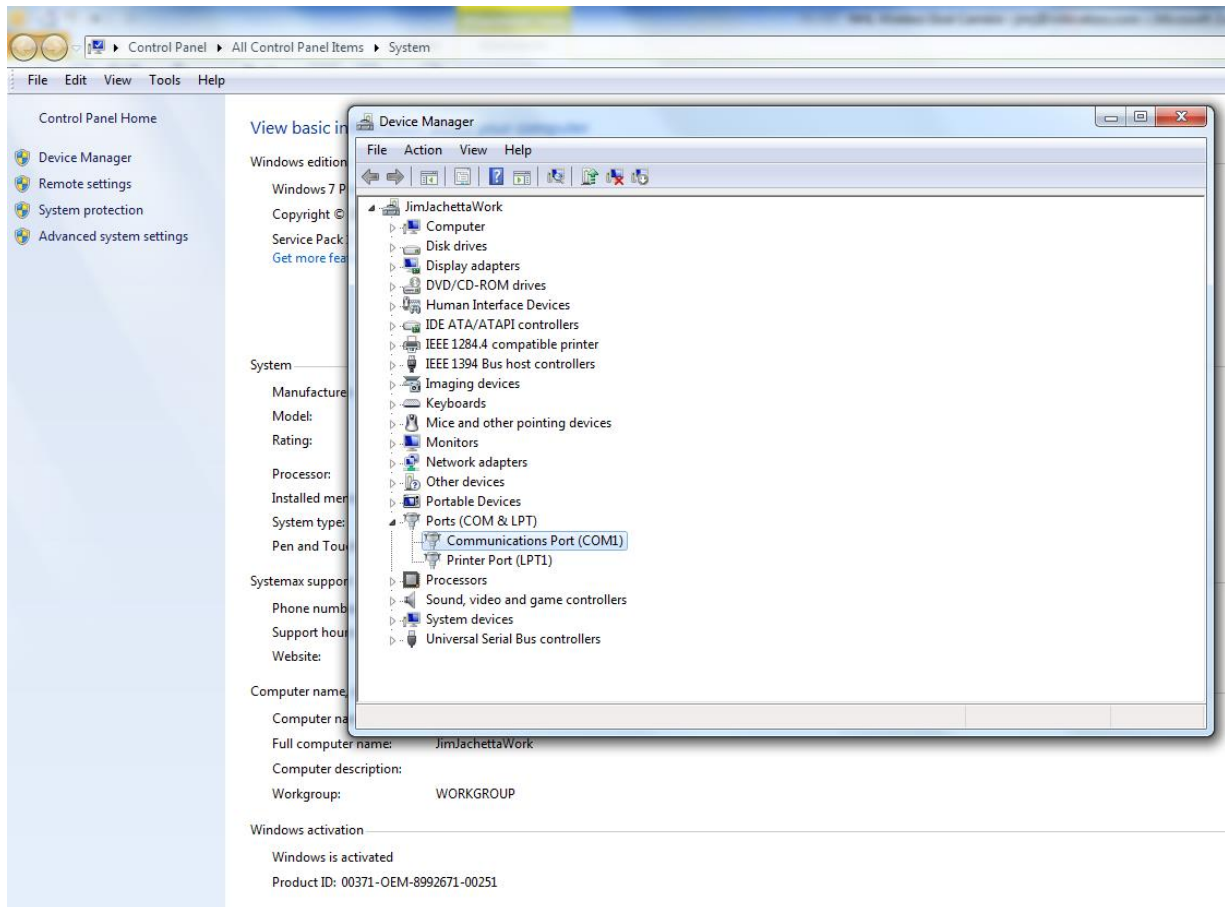 Control Panel ▸ All Control Panel Items ▸ System
File Edit View Tools Help
Control Panel Home
Device Manager
Remote settings
System protection
Advanced system settings
View basic in
Windows edition
Windows 7 P
Copyright ©
Service Pack
Get more fea
System
Manufacture
Model:
Rating:
Processor:
Installed mem
System type:
Pen and Tou
Systemax suppor
Phone numb
Support hour
Website:
Computer name,
Computer na
Full computer name: JimJachettaWork
Computer description:
Workgroup: WORKGROUP
Windows activation
Windows is activated
Product ID: 00371-OEM-8992671-00251
Device Manager
File Action View Help
JimJachettaWork
Computer
Disk drives
Display adapters
DVD/CD-ROM drives
Human Interface Devices
IDE ATA/ATAPI controllers
IEEE 1284.4 compatible printer
IEEE 1394 Bus host controllers
Imaging devices
Keyboards
Mice and other pointing devices
Monitors
Network adapters
Other devices
Portable Devices
Ports (COM & LPT)
Communications Port (COM1)
Printer Port (LPT1)
Processors
Sound, video and game controllers
System devices
Universal Serial Bus controllers